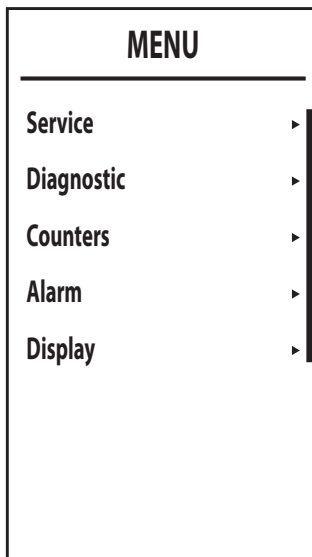 MENU
Service
Diagnostic
Counters
Alarm
Display